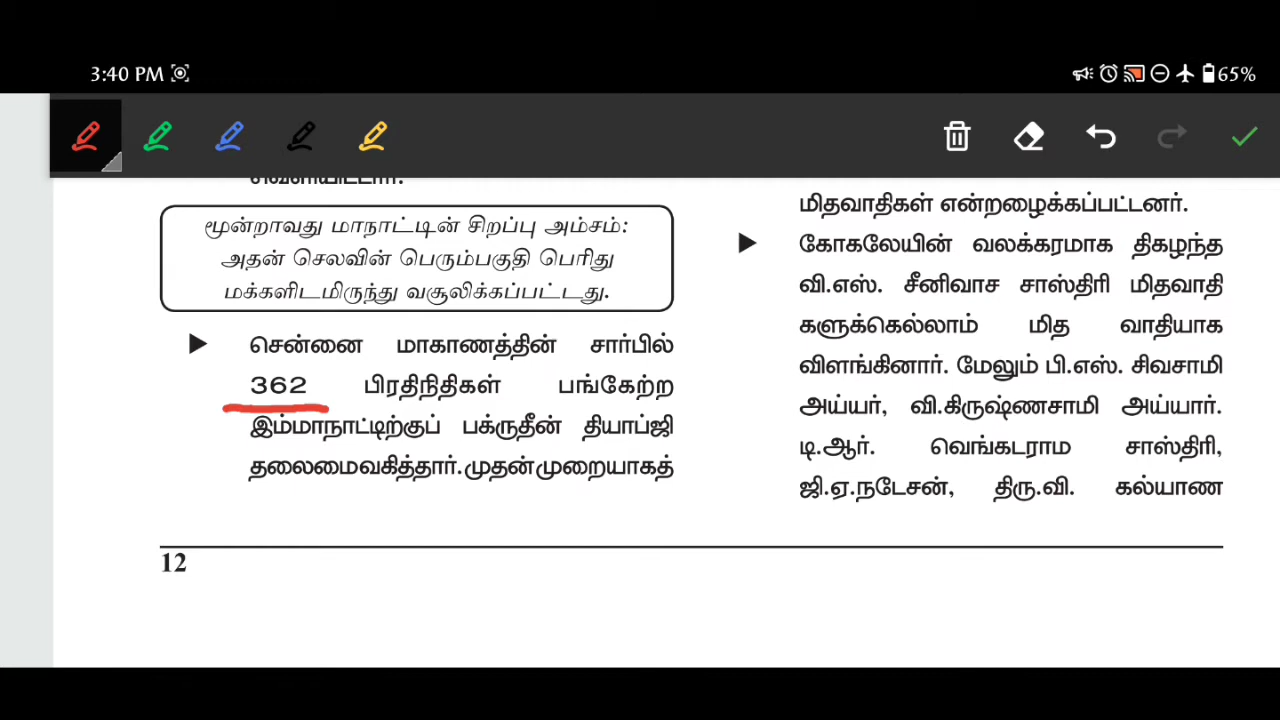 3:40 PM
65%
வெளியிட்டார்.
மூன்றாவது மாநாட்டின் சிறப்பு அம்சம்:
அதன் செலவின் பெரும்பகுதி பெரிது
மக்களிடமிருந்து வசூலிக்கப்பட்டது.
சென்னை மாகாணத்தின் சார்பில்
362 பிரதிநிதிகள் பங்கேற்ற
இம்மாநாட்டிற்குப் பக்ருதீன் தியாப்ஜி
தலைமைவகித்தார்.முதன்முறையாகத்
மிதவாதிகள் என்றழைக்கப்பட்டனர்.
கோகலேயின் வலக்கரமாக திகழந்த
வி.எஸ். சீனிவாச சாஸ்திரி மிதவாதி
களுக்கெல்லாம் மித வாதியாக
விளங்கினார். மேலும் பி.எஸ். சிவசாமி
அய்யர், வி.கிருஷ்ணசாமி அய்யார்.
டி.ஆர். வெங்கடராம சாஸ்திரி,
ஜி.ஏ.நடேசன், திரு.வி. கல்யாண
12